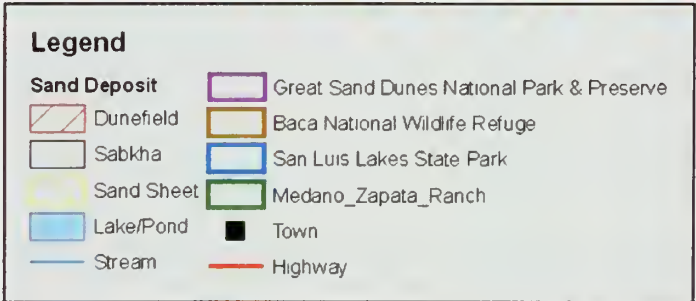 Legend
Sand Deposit
Dunefield
Sabkha
Sand Sheet
Lake/Pond
Stream
Great Sand Dunes National Park & Preserve
Baca National Wildlife Refuge
San Luis Lakes State Park
Medano_Zapata_Ranch
Town
Highway